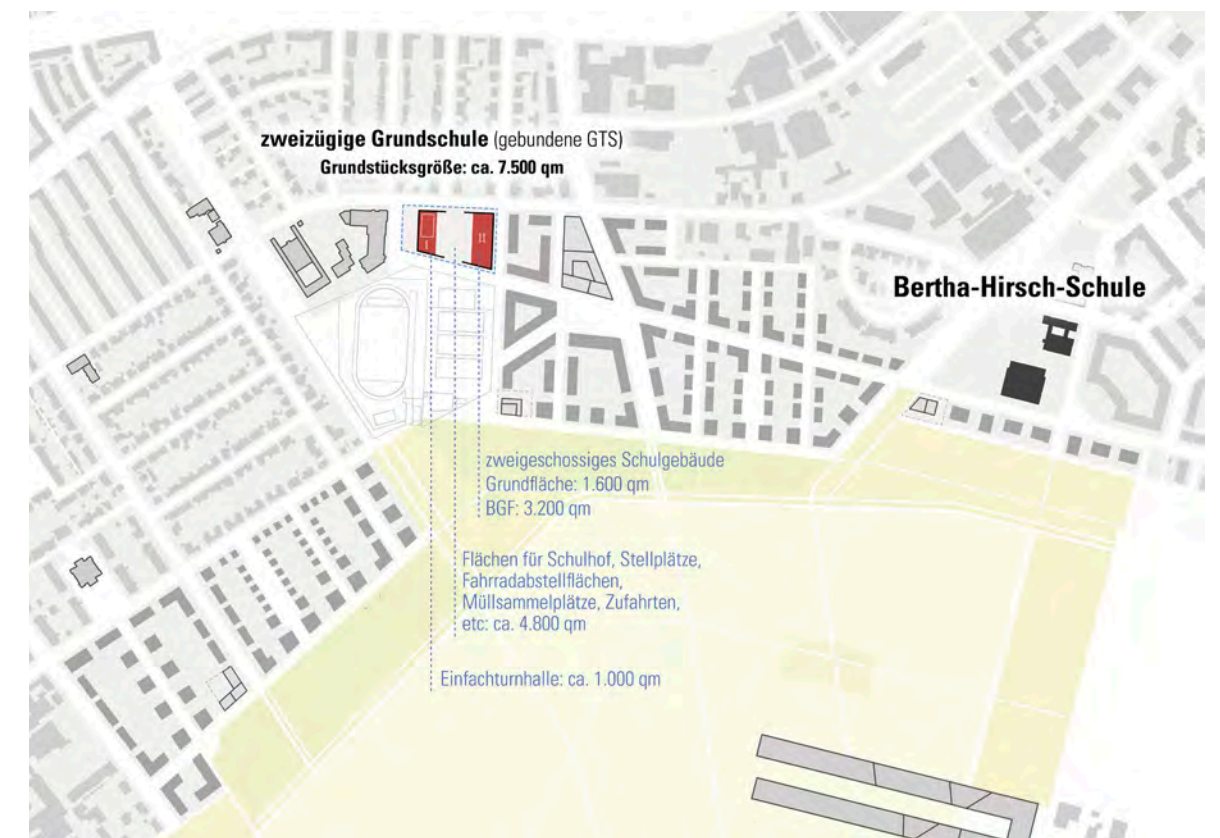 zweizügige Grundschule (gebundene GTS)
Grundstücksgröße: ca. 7.500 qm
I
II
Bertha-Hirsch-Schule
zweigeschossiges Schulgebäude
Grundfläche: 1.600 qm
BGF: 3.200 qm
Flächen für Schulhof, Stellplätze,
Fahrradabstellflächen,
Müllsammelplätze, Zufahrten,
etc: ca. 4.800 qm
Einfachturnhalle: ca. 1.000 qm